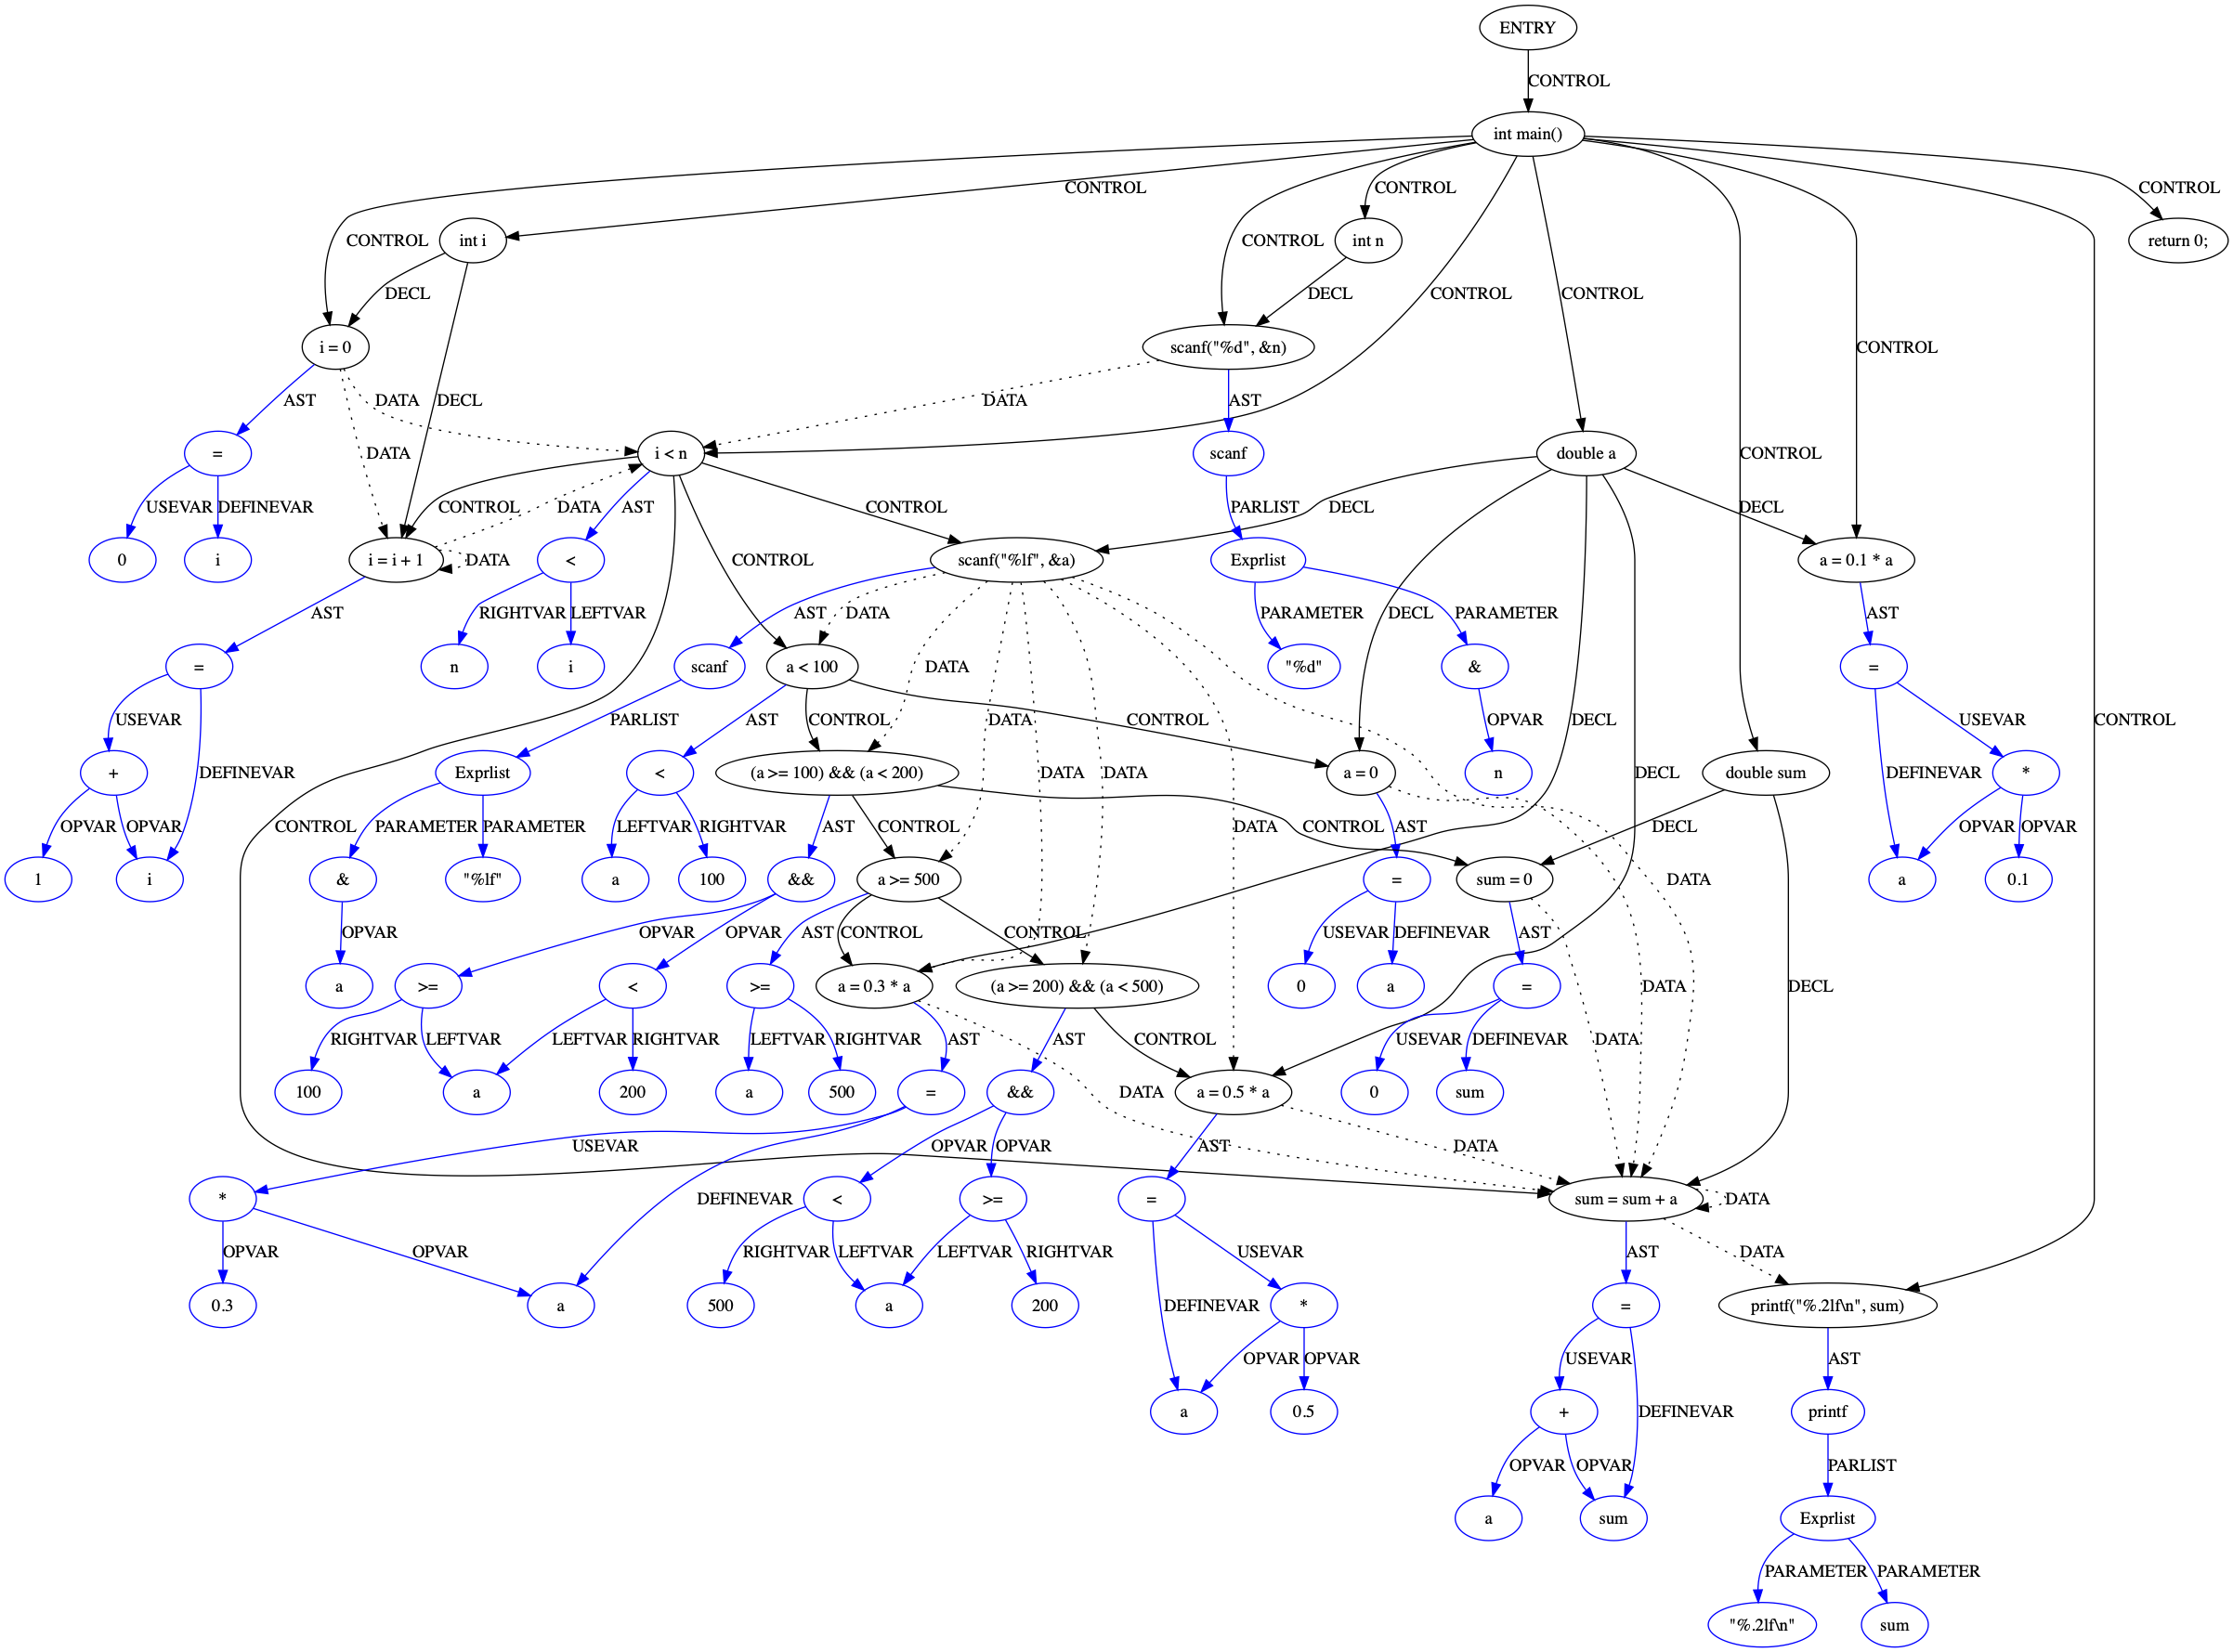 ENTRY
CONTROL
int main()
CONTROL
CONTROL
CONTROL
CONTROL
int i
CONTROL
CONTROL
int n
return 0;
DECL
DECL
CONTROL
CONTROL
i = 0
scanf("%d", &n)
CONTROL
AST
DATA
DECL
DATA
AST
=
DATA
i < n
scanf
double a
CONTROL
USEVAR
DEFINEVAR
CONTROL
DATA
AST
CONTROL
PARLIST
DECL
DECL
0
i
i = i + 1
DATA
<
CONTROL
scanf("%lf", &a)
Exprlist
a = 0.1 * a
AST
RIGHTVAR
LEFTVAR
AST
DATA
DECL
PARAMETER
PARAMETER
AST
=
n
i
scanf
a < 100
DATA
"%d"
&
=
USEVAR
PARLIST
AST
CONTROL
DATA
CONTROL
DECL
OPVAR
USEVAR
CONTROL
+
DEFINEVAR
Exprlist
<
(a >= 100) && (a < 200)
DATA
DATA
a = 0
DECL
n
double sum
DEFINEVAR
*
OPVAR
OPVAR
CONTROL
PARAMETER
PARAMETER
LEFTVAR
RIGHTVAR
AST
CONTROL
DATA
CONTROL
AST
DECL
OPVAR
OPVAR
1
i
&
"%lf"
a
100
&&
a >= 500
=
sum = 0
DATA
a
0.1
OPVAR
OPVAR
OPVAR
AST
CONTROL
CONTROL
USEVAR
DEFINEVAR
AST
a
>=
<
>=
a = 0.3 * a
(a >= 200) && (a < 500)
0
a
=
DATA
DECL
RIGHTVAR
LEFTVAR
LEFTVAR
RIGHTVAR
LEFTVAR
RIGHTVAR
AST
AST
CONTROL
USEVAR
DEFINEVAR
DATA
100
a
200
a
500
=
&&
DATA
a = 0.5 * a
0
sum
USEVAR
OPVAR
OPVAR
AST
DATA
*
DEFINEVAR
<
>=
=
sum = sum + a
DATA
OPVAR
OPVAR
RIGHTVAR
LEFTVAR
LEFTVAR
RIGHTVAR
USEVAR
AST
DATA
0.3
a
500
a
200
DEFINEVAR
*
=
printf("%.2lf\n", sum)
OPVAR
OPVAR
USEVAR
AST
a
0.5
+
DEFINEVAR
printf
OPVAR
OPVAR
PARLIST
a
sum
Exprlist
PARAMETER
PARAMETER
"%.2lf\n"
sum